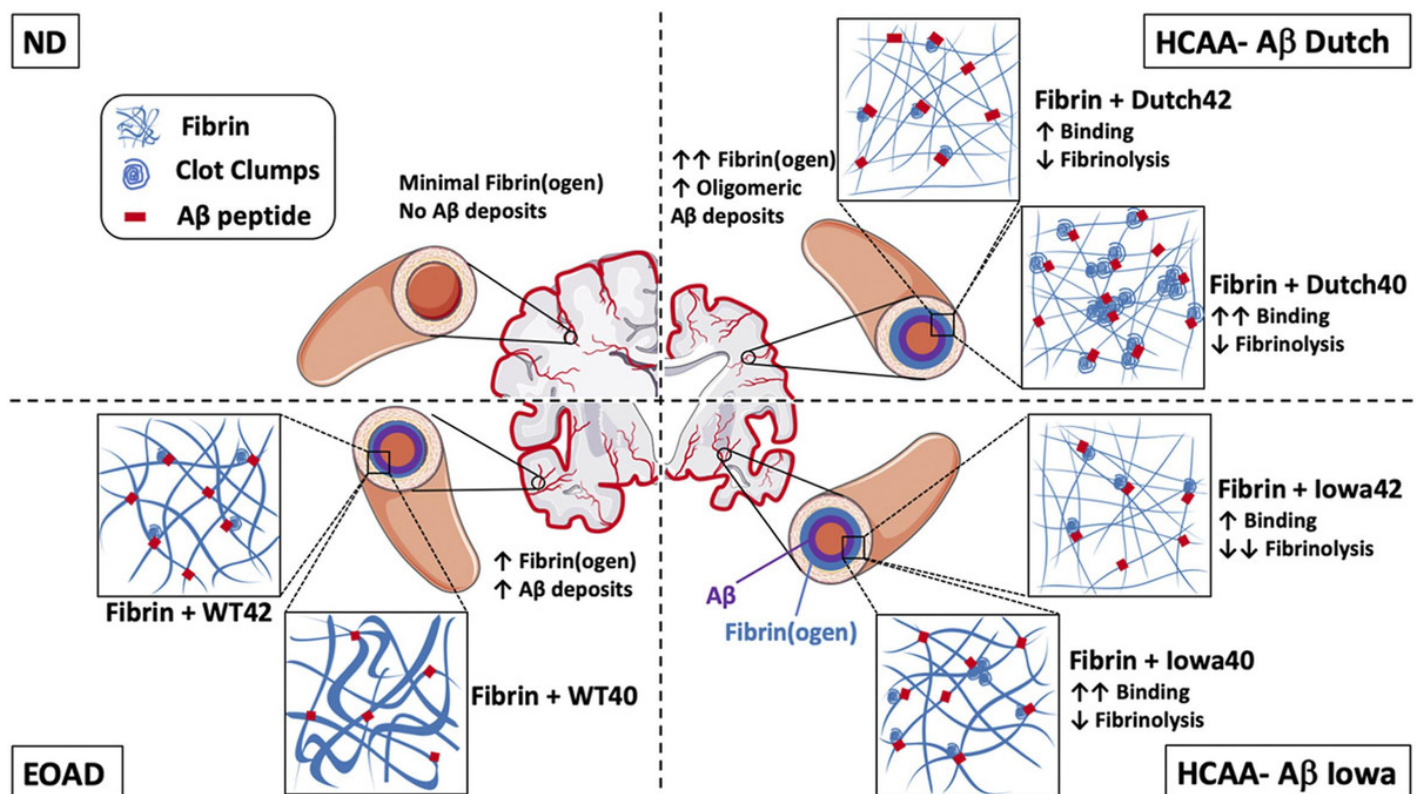 ND
Fibrin
Clot Clumps
Aβ peptide
Minimal Fibrin(ogen)
No Aβ deposits
HCAA- Aβ Dutch
↑↑ Fibrin(ogen)
↑ Oligomeric
Aβ deposits
Fibrin + Dutch42
↑ Binding
↓ Fibrinolysis
Fibrin + Dutch40
↑↑ Binding
↓ Fibrinolysis
Fibrin + WT42
↑ Fibrin(ogen)
↑ Aβ deposits
Fibrin + WT40
EOAD
Aβ
Fibrin(ogen)
Fibrin + Iowa42
↑ Binding
↓↓ Fibrinolysis
Fibrin + Iowa40
↑↑ Binding
↓ Fibrinolysis
HCAA- Aβ Iowa